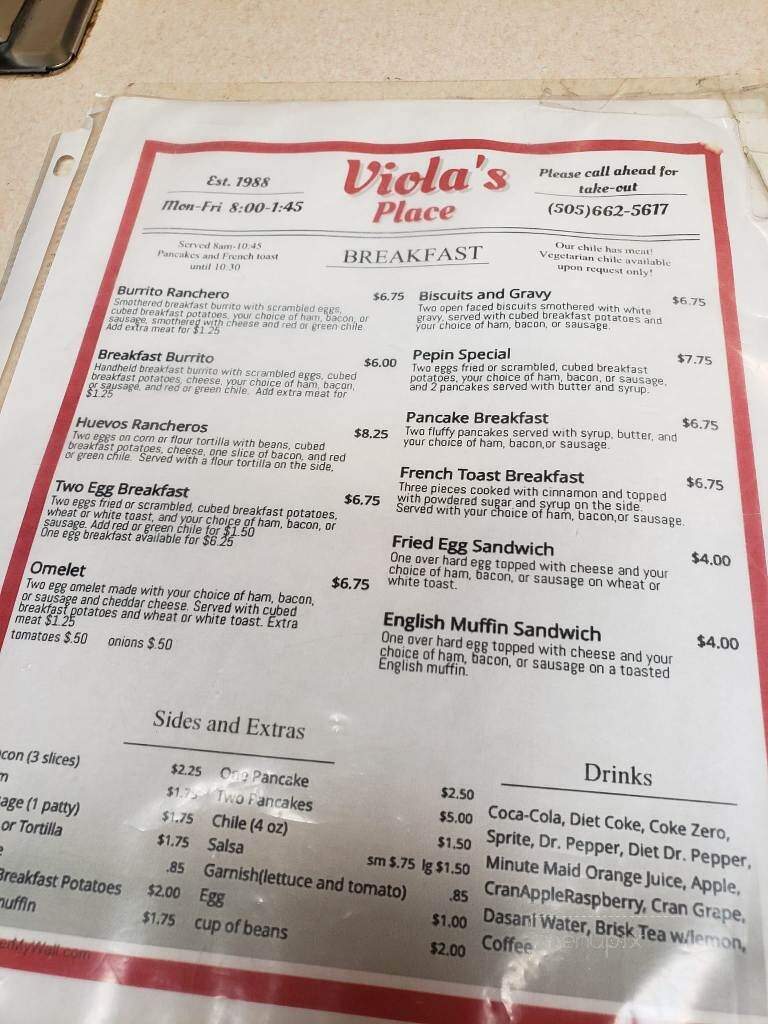 Est. 1988
Mon-Fri 8:00-1:45
Viola's
Place
Please call ahead for
take-out
(505)662-5617
Served 8am-10:45
Pancakes and French toast
until 10:30
BREAKFAST
Our chile has meat!
Vegetarian chile available
upon request only!
Burrito Ranchero $6.75
Smothered breakfast burrito with scrambled eggs,
cubed breakfast potatoes, your choice of ham, bacon, or
sausage, smothered with cheese and red or green chile.
Add extra meat for $1.25
Breakfast Burrito $6.00
Handheld breakfast burrito with scrambled eggs, cubed
breakfast potatoes, cheese, your choice of ham, bacon,
or sausage, and red or green chile. Add extra meat for
$1.25
Huevos Rancheros $8.25
Two eggs on corn or flour tortilla with beans, cubed
breakfast potatoes, cheese, one slice of bacon, and red
or green chile. Served with a flour tortilla on the side.
Two Egg Breakfast $6.75
Two eggs fried or scrambled, cubed breakfast potatoes,
wheat or white toast, and your choice of ham, bacon, or
sausage. Add red or green chile for $1.50
One egg breakfast available for $6.25
Omelet $6.75
Two egg omelet made with your choice of ham, bacon,
or sausage and cheddar cheese. Served with cubed
breakfast potatoes and wheat or white toast. Extra
meat $1.25
tomatoes $.50 onions $.50
Biscuits and Gravy $6.75
Two open faced biscuits smothered with white
gravy, served with cubed breakfast potatoes and
your choice of ham, bacon, or sausage.
Pepin Special $7.75
Two eggs fried or scrambled, cubed breakfast
potatoes, your choice of ham, bacon, or sausage,
and 2 pancakes served with butter and syrup.
Pancake Breakfast $6.75
Two fluffy pancakes served with syrup, butter, and
your choice of ham, bacon,or sausage.
French Toast Breakfast $6.75
Three pieces cooked with cinnamon and topped
with powdered sugar and syrup on the side.
Served with your choice of ham, bacon,or sausage.
Fried Egg Sandwich $4.00
One over hard egg topped with cheese and your
choice of ham, bacon, or sausage on wheat or
white toast.
English Muffin Sandwich $4.00
One over hard egg topped with cheese and your
choice of ham, bacon, or sausage on a toasted
English muffin.
Sides and Extras
con (3 slices) $2.25
m $1.75
age (1 patty) $1.75
or Tortilla $1.75
e .85
Breakfast Potatoes $2.00
nuffin $1.75
One Pancake $2.50
Two Pancakes $5.00
Chile (4 oz) $1.50
Salsa sm $.75 lg $1.50
Garnish(lettuce and tomato) .85
Egg $1.00
cup of beans $2.00
Drinks
Coca-Cola, Diet Coke, Coke Zero,
Sprite, Dr. Pepper, Diet Dr. Pepper,
Minute Maid Orange Juice, Apple,
CranAppleRaspberry, Cran Grape,
Dasani Water, Brisk Tea w/lemon,
Coffee
erMyWall.com
menupix